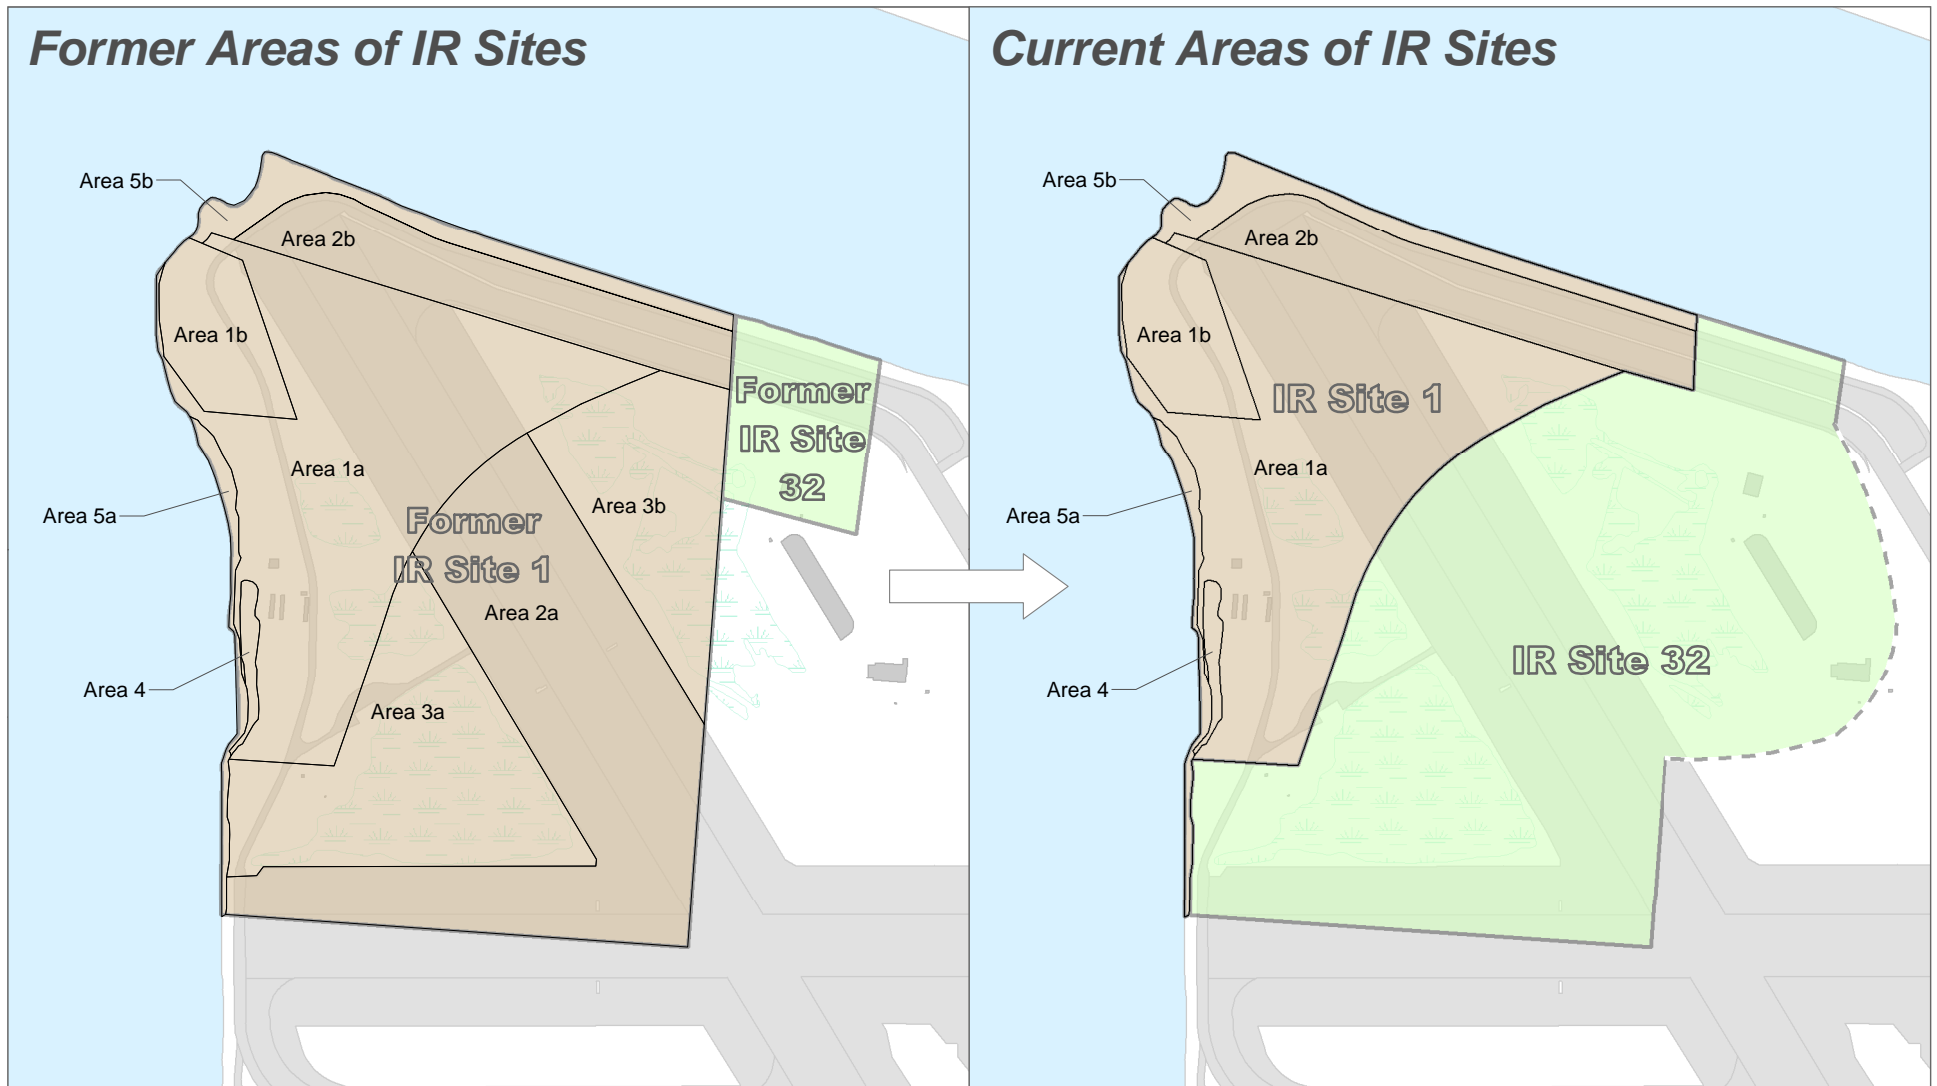 Former Areas of IR Sites
Area 5b
Area 2b
Area 1b
Area 1a
Area 5a
Former
IR Site 1
Area 3b
Area 2a
Area 4
Area 3a
Former
IR Site
32
Current Areas of IR Sites
Area 5b
Area 2b
Area 1b
IR Site 1
Area 1a
Area 5a
IR Site 32
Area 4